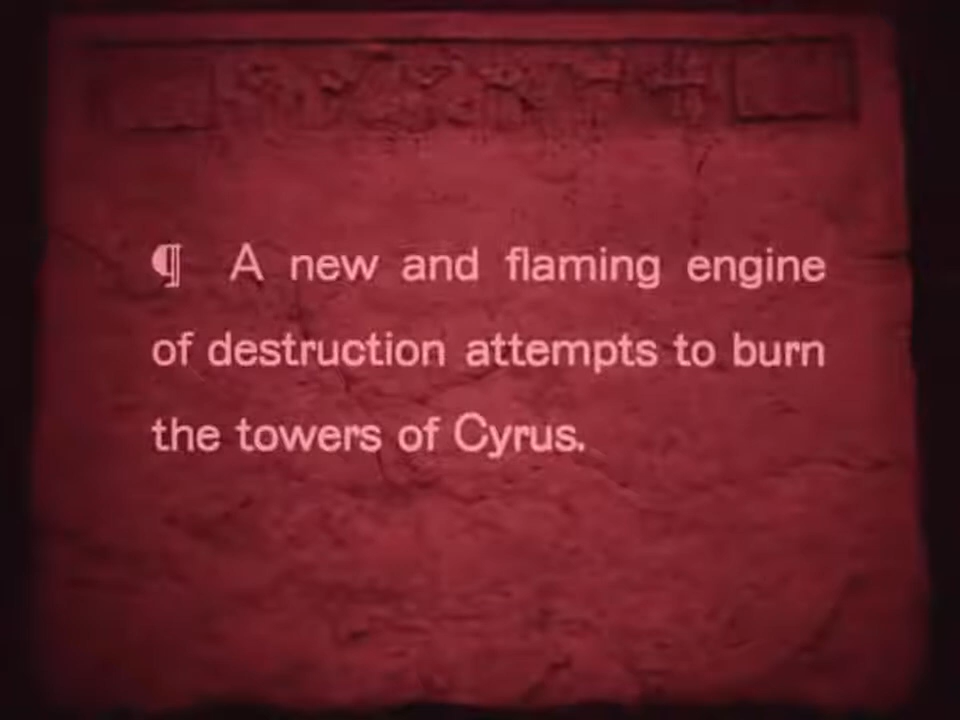 ¶ A new and flaming engine
of destruction attempts to burn
the towers of Cyrus.